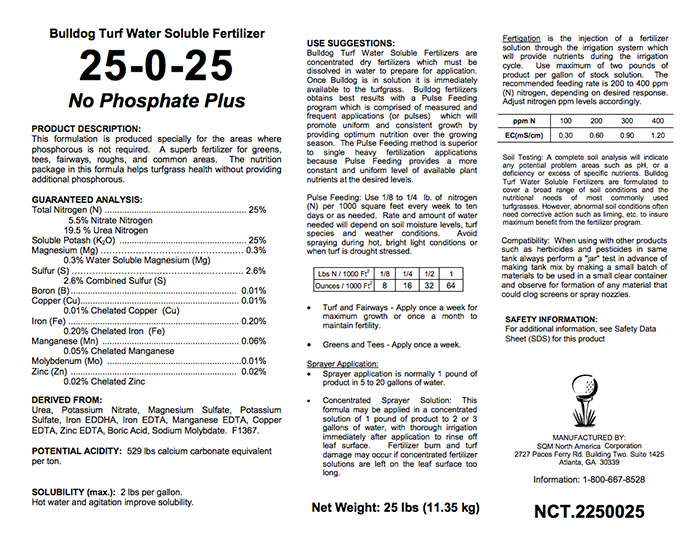 Bulldog Turf Water Soluble Fertilizer
25-0-25
No Phosphate Plus
PRODUCT DESCRIPTION:
This formulation is produced specially for the areas where
phosphorous is not required. A superb fertilizer for greens,
tees, fairways, roughs, and common areas. The nutrition
package in this formula helps turfgrass health without providing
additional phosphorous.
GUARANTEED ANALYSIS:
Total Nitrogen (N) ................................................ 25%
5.5% Nitrate Nitrogen
19.5 % Urea Nitrogen
Soluble Potash (K₂O) ............................................ 25%
Magnesium (Mg) ................................................ 0.3%
0.3% Water Soluble Magnesium (Mg)
Sulfur (S) ................................................ 2.6%
2.6% Combined Sulfur (S)
Boron (B) ................................................ 0.01%
Copper (Cu) ................................................ 0.01%
0.01% Chelated Copper (Cu)
Iron (Fe) ................................................ 0.20%
0.20% Chelated Iron (Fe)
Manganese (Mn) ................................................ 0.06%
0.05% Chelated Manganese
Molybdenum (Mo) ................................................ 0.01%
Zinc (Zn) ................................................ 0.02%
0.02% Chelated Zinc
DERIVED FROM:
Urea, Potassium Nitrate, Magnesium Sulfate, Potassium
Sulfate, Iron EDDHA, Iron EDTA, Manganese EDTA, Copper
EDTA, Zinc EDTA, Boric Acid, Sodium Molybdate. F1367.
POTENTIAL ACIDITY: 529 lbs calcium carbonate equivalent
per ton.
SOLUBILITY (max.): 2 lbs per gallon.
Hot water and agitation improve solubility.
USE SUGGESTIONS:
Bulldog Turf Water Soluble Fertilizers are
concentrated dry fertilizers which must be
dissolved in water to prepare for application.
Once Bulldog is in solution it is immediately
available to the turfgrass. Bulldog fertilizers
obtains best results with a Pulse Feeding
program which is comprised of measured and
frequent applications (or pulses) which will
promote uniform and consistent growth by
providing optimum nutrition over the growing
season. The Pulse Feeding method is superior
to single heavy fertilization applications
because Pulse Feeding provides a more
constant and uniform level of available plant
nutrients at the desired levels.
Pulse Feeding: Use 1/8 to 1/4 lb. of nitrogen
(N) per 1000 square feet every week to ten
days or as needed. Rate and amount of water
needed will depend on soil moisture levels, turf
species and weather conditions. Avoid
spraying during hot, bright light conditions or
when turf is drought stressed.
Lbs N / 1000 Ft² 1/8 1/4 1/2 1
Ounces / 1000 Ft² 8 16 32 64
• Turf and Fairways - Apply once a week for
maximum growth or once a month to
maintain fertility.
• Greens and Tees - Apply once a week.
Sprayer Application:
• Sprayer application is normally 1 pound of
product in 5 to 20 gallons of water.
• Concentrated Sprayer Solution: This
formula may be applied in a concentrated
solution of 1 pound of product to 2 or 3
gallons of water, with thorough irrigation
immediately after application to rinse off
leaf surface. Fertilizer burn and turf
damage may occur if concentrated fertilizer
solutions are left on the leaf surface too
long.
Net Weight: 25 lbs (11.35 kg)
Fertigation is the injection of a fertilizer
solution through the irrigation system which
will provide nutrients during the irrigation
cycle. Use maximum of two pounds of
product per gallon of stock solution. The
recommended feeding rate is 200 to 400 ppm
(N) nitrogen, depending on desired response.
Adjust nitrogen ppm levels accordingly.
ppm N 100 200 300 400
EC(mS/cm) 0.30 0.60 0.90 1.20
Soil Testing: A complete soil analysis will indicate
any potential problem areas such as pH, or a
deficiency or excess of specific nutrients. Bulldog
Turf Water Soluble Fertilizers are formulated to
cover a broad range of soil conditions and the
nutritional needs of most commonly used
turfgrasses. However, abnormal soil conditions often
need corrective action such as liming, etc. to insure
maximum benefit from the fertilizer program.
Compatibility: When using with other products
such as herbicides and pesticides in same
tank always perform a "jar" test in advance of
making tank mix by making a small batch of
materials to be used in a small clear container
and observe for formation of any material that
could clog screens or spray nozzles.
SAFETY INFORMATION:
For additional information, see Safety Data
Sheet (SDS) for this product
MANUFACTURED BY:
SQM North America Corporation
2727 Paces Ferry Rd. Building Two. Suite 1425
Atlanta, GA 30339
Information: 1-800-667-8528
NCT.2250025